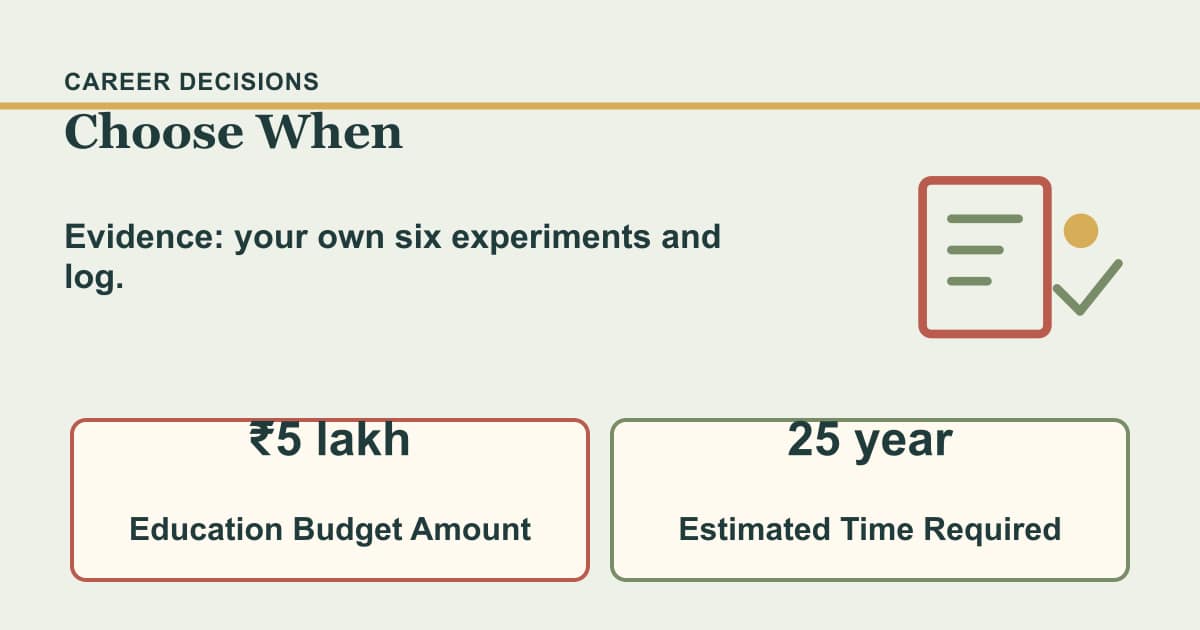 CAREER DECISIONS
Choose When
Evidence: your own six experiments and
log.
₹5 lakh
Education Budget Amount
25 year
Estimated Time Required